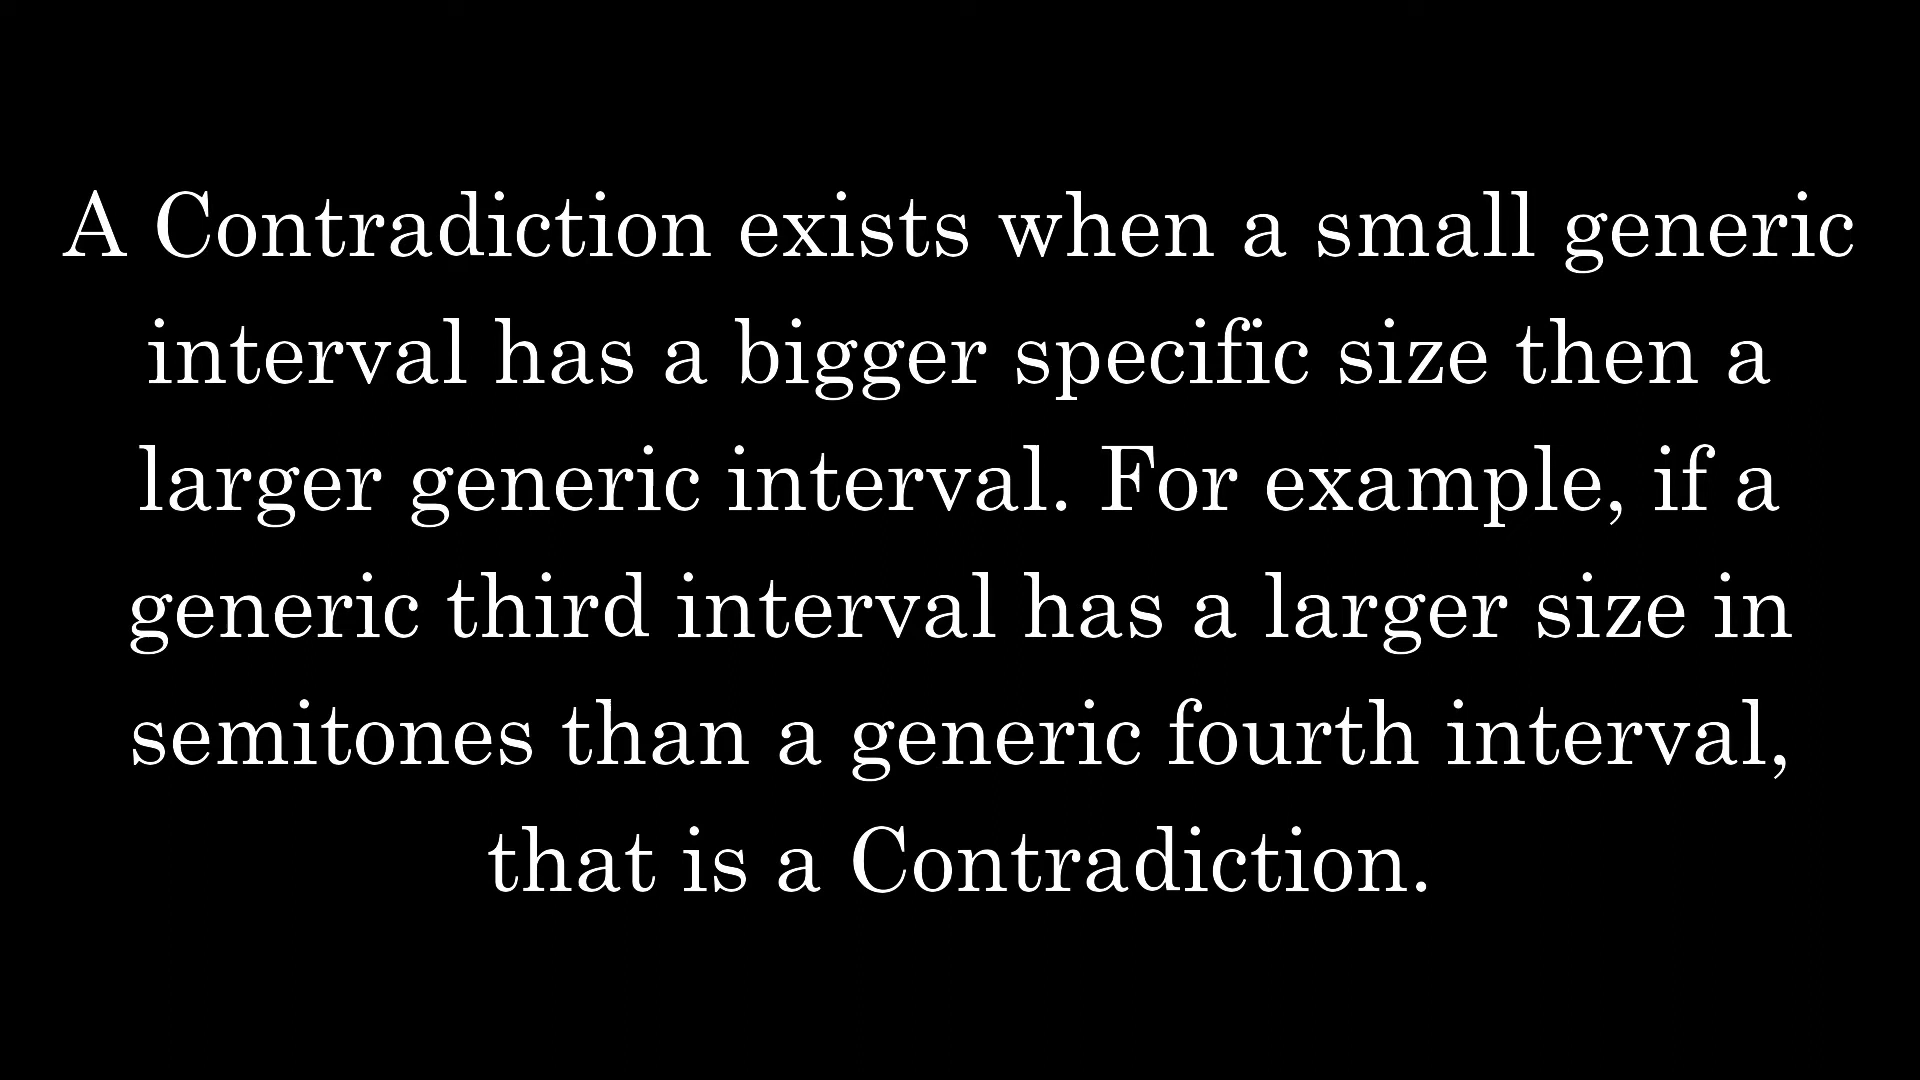 A Contradiction exists when a small generic
interval has a bigger specific size then a
larger generic interval. For example, if a
generic third interval has a larger size in
semitones than a generic fourth interval,
that is a Contradiction.